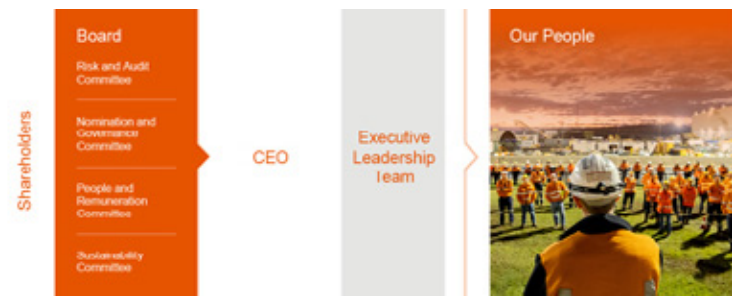 Shareholders
Board
Risk and Audit
Committee
Nomination and
Governance
Committee
People and
Remuneration
Committee
Sustainability
Committee
CEO
Executive
Leadership
Team
Our People